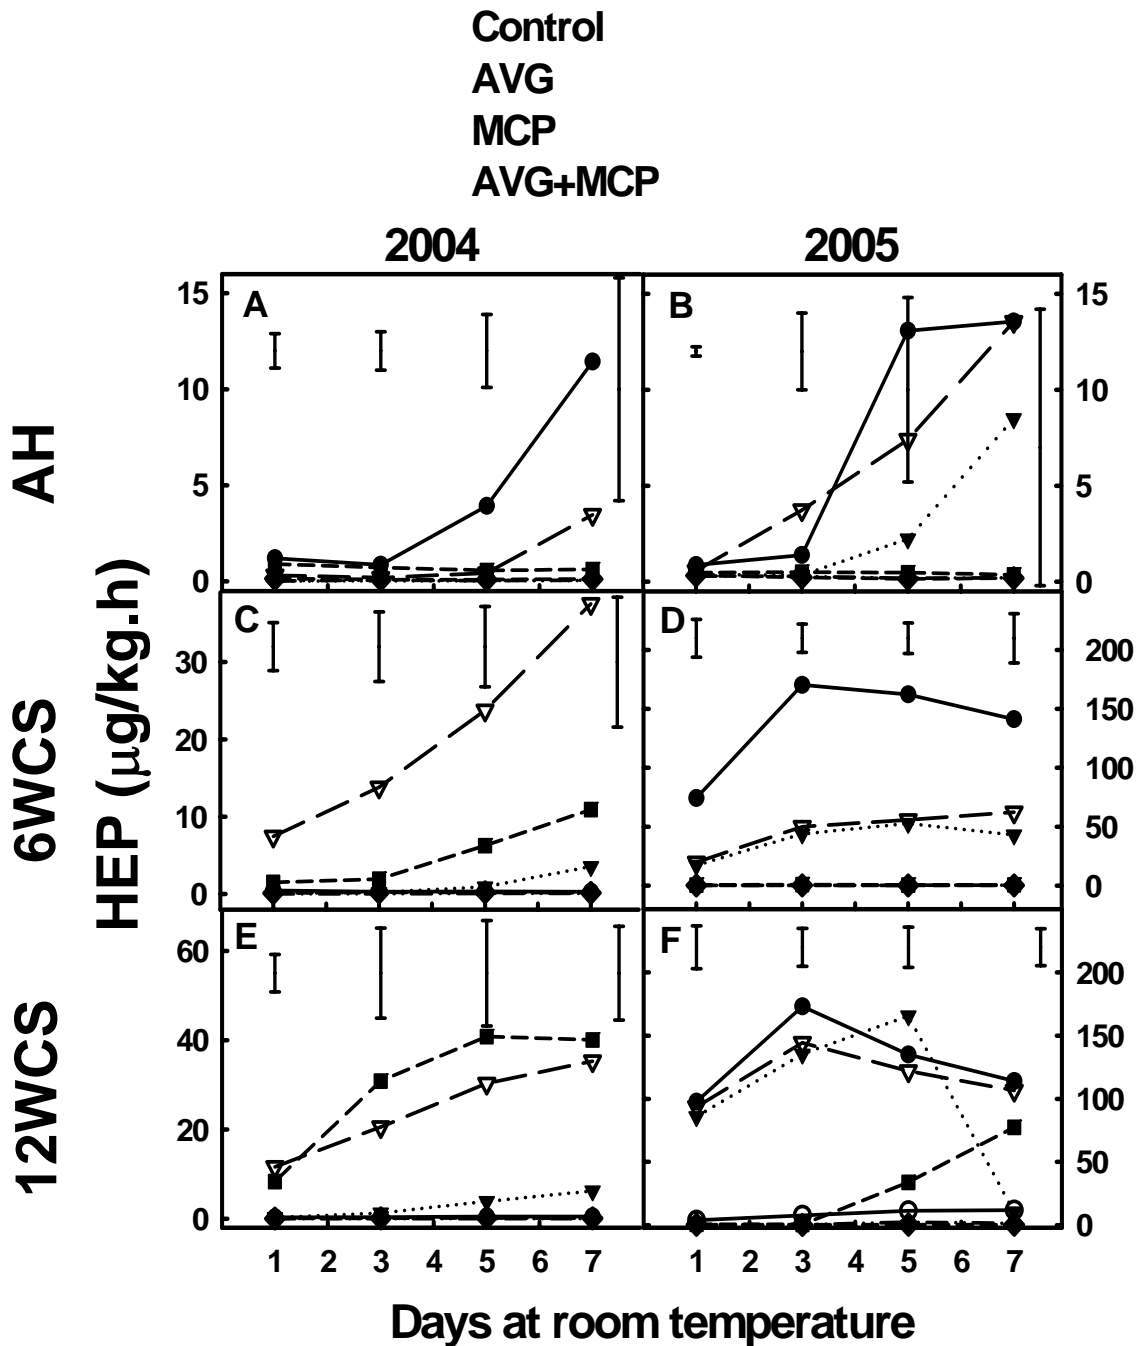 Control
AVG
MCP
AVG+MCP
2004 2005
AH
6WCS
12WCS
HEP (μg/kg.h)
A
15
10
5
0
B
15
10
5
0
C
30
20
10
0
D
200
150
100
50
0
E
60
40
20
0
F
200
150
100
50
0
1 2 3 4 5 6 7 1 2 3 4 5 6 7
Days at room temperature